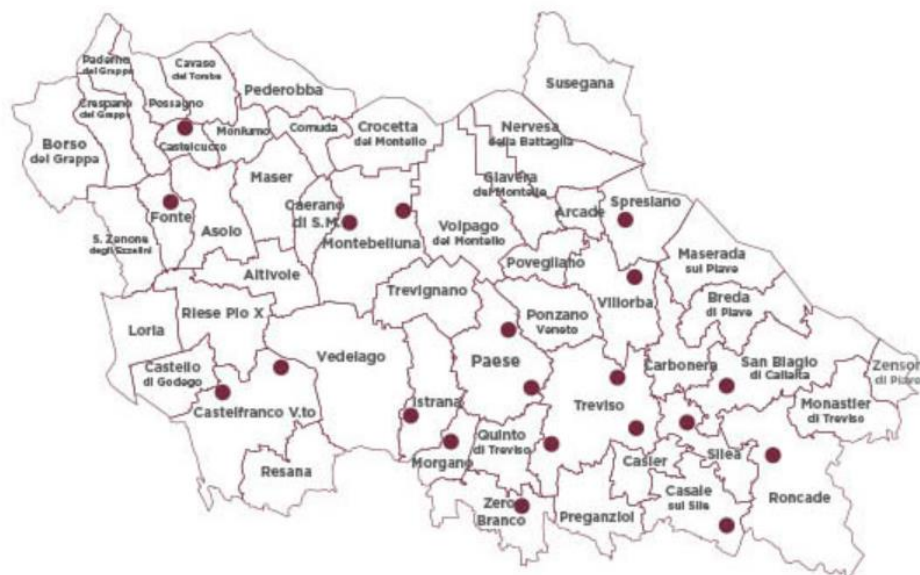 Paderno
del Grappa
Cavaso
del Tomba
Pederobba
Susegana
Crespano
del Grappa
Possagno
Borso
del Grappa
Castelcucco
Monfumo
Cornuda
Crocetta
del Montello
Nervesa
della Battaglia
Maser
Giavera
del Montello
Fonte
Asolo
Caerano
di S.M.
Montebelluna
Volpago
del Montello
Arcade
Spresiano
S. Zenone
degli Ezzelini
Altivole
Povegliano
Maserada
sul Piave
Trevignano
Villorba
Breda
di Piave
Riese Pio X
Ponzano
Veneto
Loria
Vedelago
Paese
Castello
di Godego
Carbonera
San Biagio
di Callalta
Zenson
di Piave
Castelfranco V.to
Istrana
Treviso
Monastier
di Treviso
Quinto
di Treviso
Resana
Morgano
Casier
Silea
Zero
Branco
Preganziol
Casale
sul Sile
Roncade